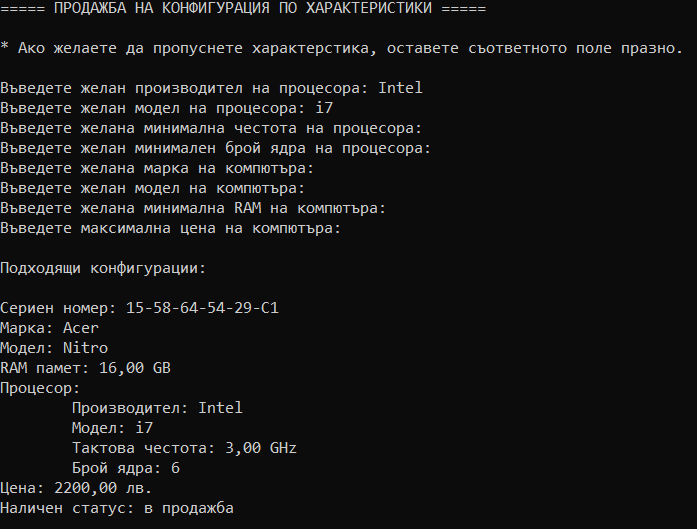 ===== ПРОДАЖБА НА КОНФИГУРАЦИЯ ПО ХАРАКТЕРИСТИКИ =====
* Ако желаете да пропуснете характерстика, оставете съответното поле празно.
Въведете желан производител на процесора: Intel
Въведете желан модел на процесора: i7
Въведете желана минимална честота на процесора:
Въведете желан минимален брой ядра на процесора:
Въведете желана марка на компютъра:
Въведете желан модел на компютъра:
Въведете желана минимална RAM на компютъра:
Въведете максимална цена на компютъра:
Подходящи конфигурации:
Сериен номер: 15-58-64-54-29-C1
Марка: Acer
Модел: Nitro
RAM памет: 16,00 GB
Процесор:
Производител: Intel
Модел: i7
Тактова честота: 3,00 GHz
Брой ядра: 6
Цена: 2200,00 лв.
Наличен статус: в продажба